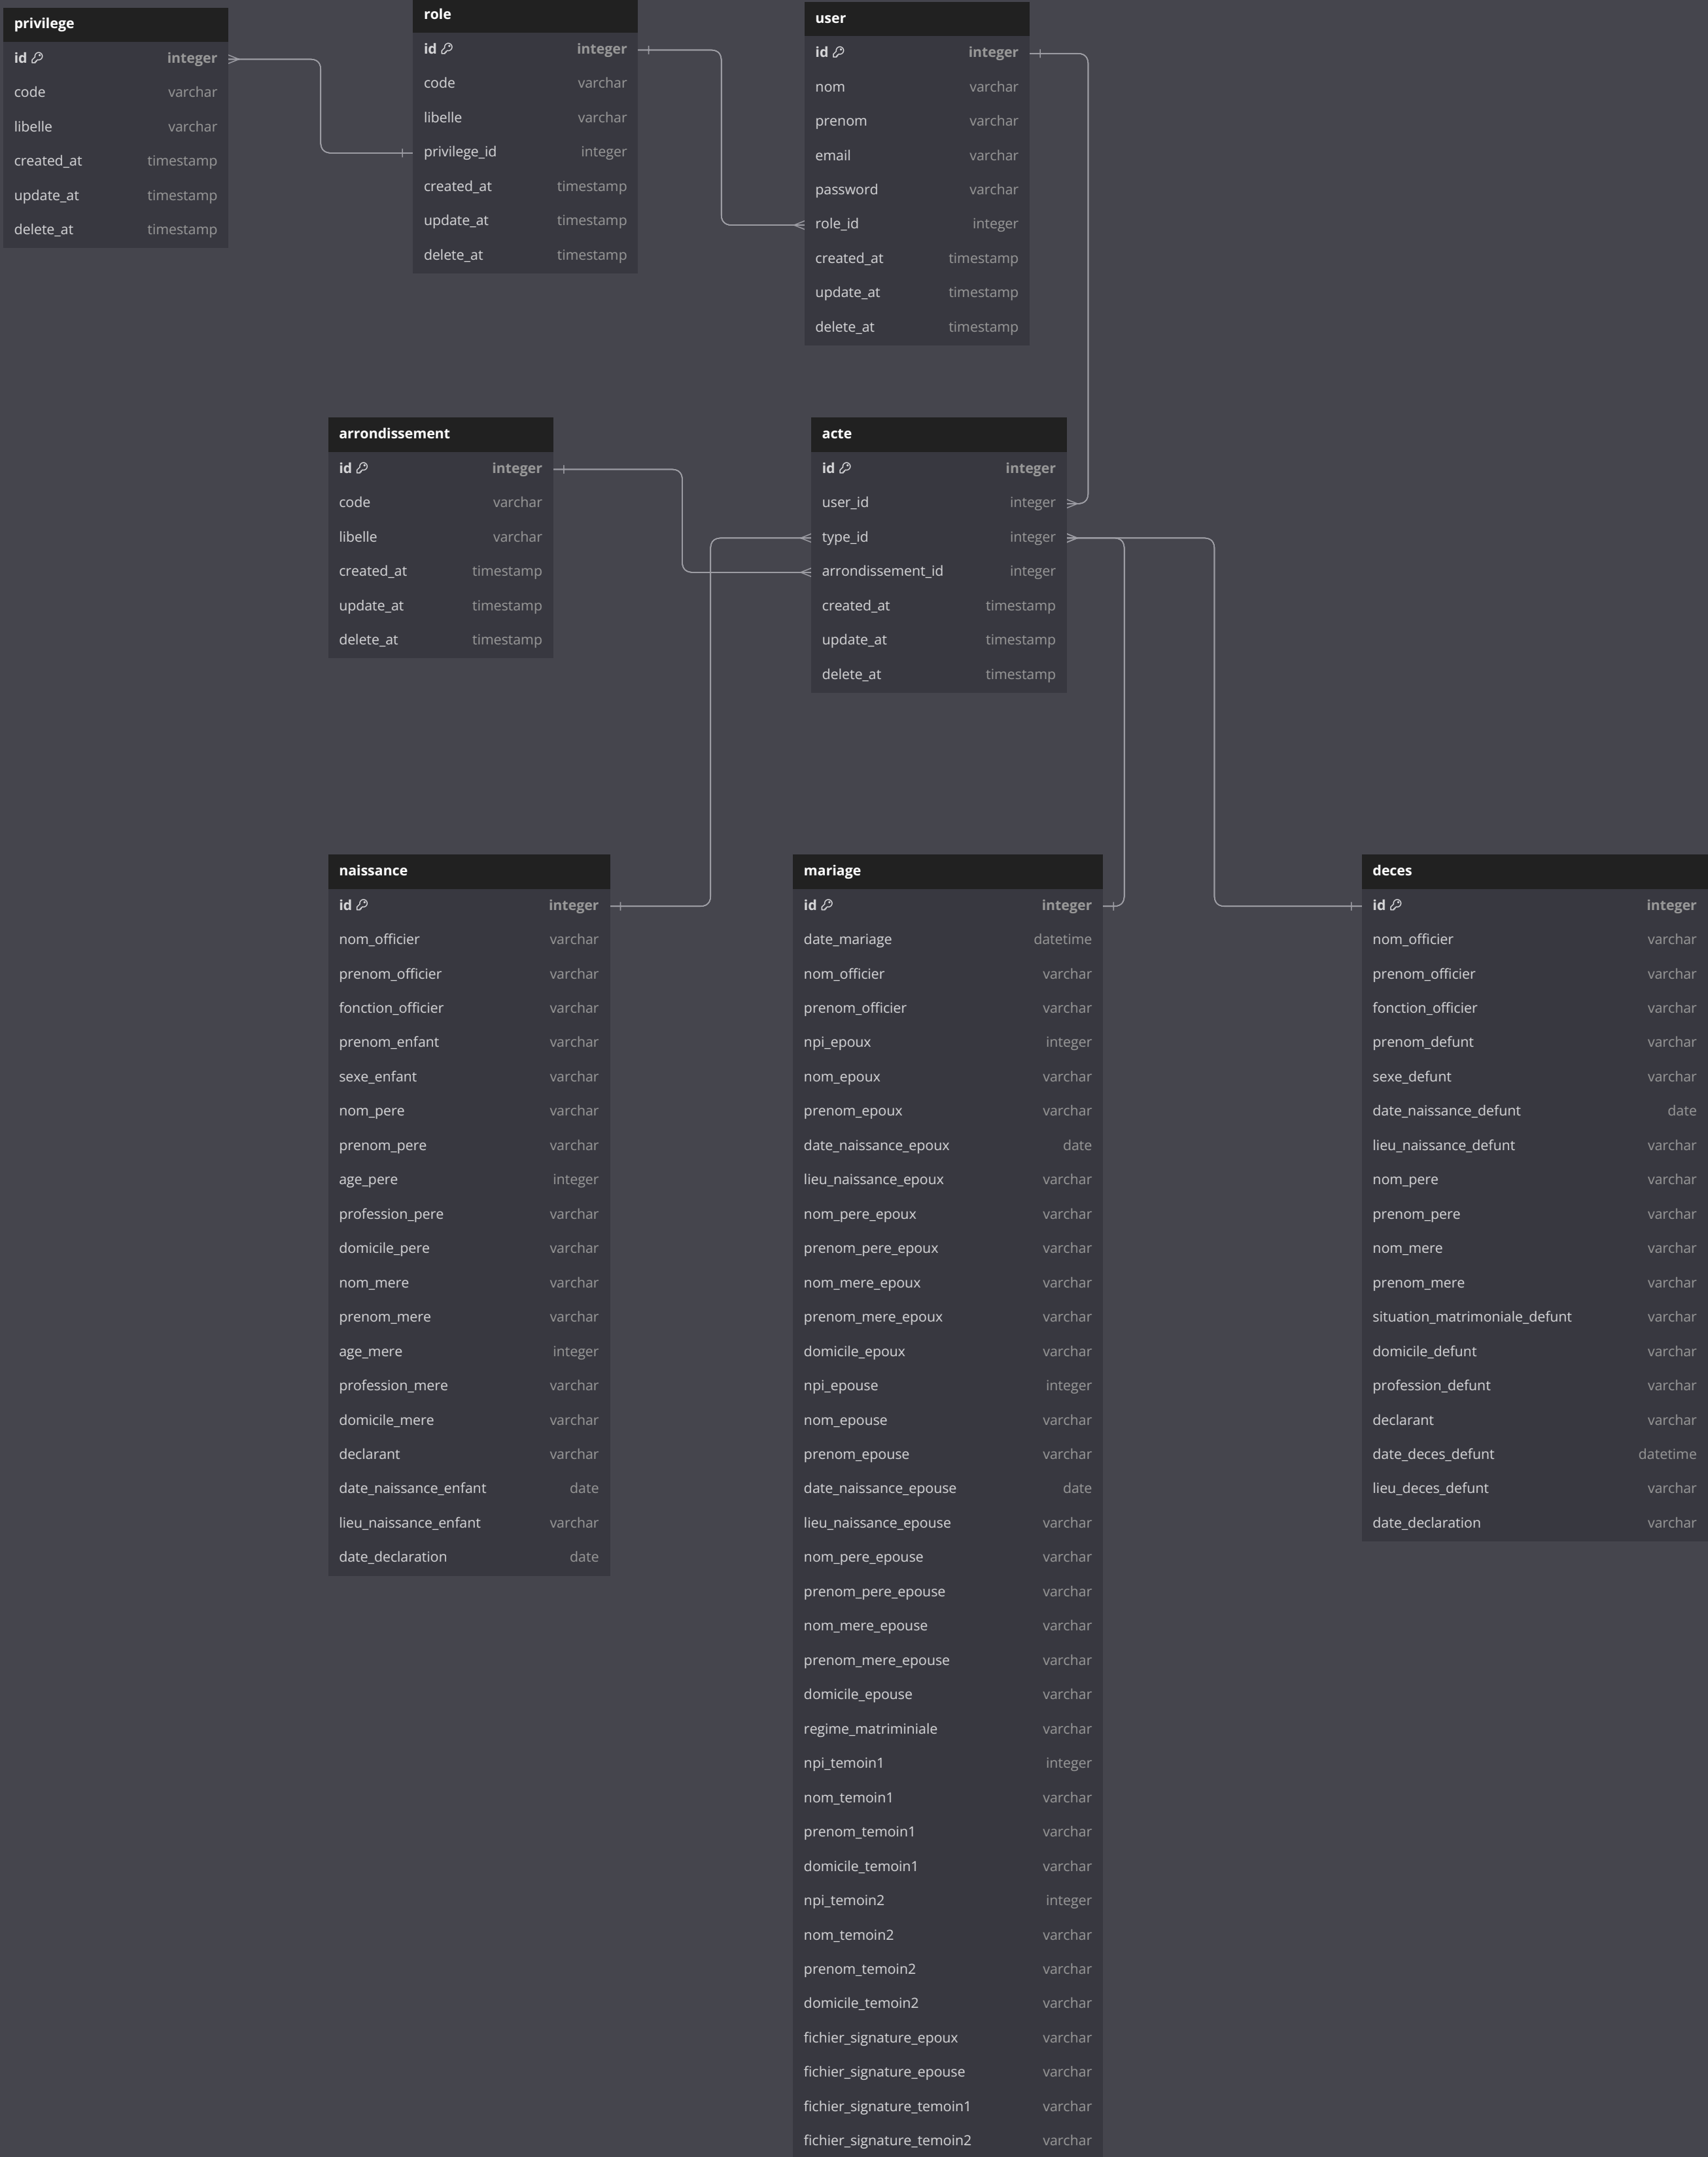 privilege
id integer
code varchar
libelle varchar
created_at timestamp
update_at timestamp
delete_at timestamp
role
id integer
code varchar
libelle varchar
privilege_id integer
created_at timestamp
update_at timestamp
delete_at timestamp
user
id integer
nom varchar
prenom varchar
email varchar
password varchar
role_id integer
created_at timestamp
update_at timestamp
delete_at timestamp
arrondissement
id integer
code varchar
libelle varchar
created_at timestamp
update_at timestamp
delete_at timestamp
acte
id integer
user_id integer
type_id integer
arrondissement_id integer
created_at timestamp
update_at timestamp
delete_at timestamp
naissance
id integer
nom_officier varchar
prenom_officier varchar
fonction_officier varchar
prenom_enfant varchar
sexe_enfant varchar
nom_pere varchar
prenom_pere varchar
age_pere integer
profession_pere varchar
domicile_pere varchar
nom_mere varchar
prenom_mere varchar
age_mere integer
profession_mere varchar
domicile_mere varchar
declarant varchar
date_naissance_enfant date
lieu_naissance_enfant varchar
date_declaration date
mariage
id integer
date_mariage datetime
nom_officier varchar
prenom_officier varchar
npi_epoux integer
nom_epoux varchar
prenom_epoux varchar
date_naissance_epoux date
lieu_naissance_epoux varchar
nom_pere_epoux varchar
prenom_pere_epoux varchar
nom_mere_epoux varchar
prenom_mere_epoux varchar
domicile_epoux varchar
npi_epouse integer
nom_epouse varchar
prenom_epouse varchar
date_naissance_epouse date
lieu_naissance_epouse varchar
nom_pere_epouse varchar
prenom_pere_epouse varchar
nom_mere_epouse varchar
prenom_mere_epouse varchar
domicile_epouse varchar
regime_matriminiale varchar
npi_temoin1 integer
nom_temoin1 varchar
prenom_temoin1 varchar
domicile_temoin1 varchar
npi_temoin2 integer
nom_temoin2 varchar
prenom_temoin2 varchar
domicile_temoin2 varchar
fichier_signature_epoux varchar
fichier_signature_epouse varchar
fichier_signature_temoin1 varchar
fichier_signature_temoin2 varchar
deces
id integer
nom_officier varchar
prenom_officier varchar
fonction_officier varchar
prenom_defunt varchar
sexe_defunt varchar
date_naissance_defunt date
lieu_naissance_defunt varchar
nom_pere varchar
prenom_pere varchar
nom_mere varchar
prenom_mere varchar
situation_matrimoniale_defunt varchar
domicile_defunt varchar
profession_defunt varchar
declarant varchar
date_deces_defunt datetime
lieu_deces_defunt varchar
date_declaration varchar